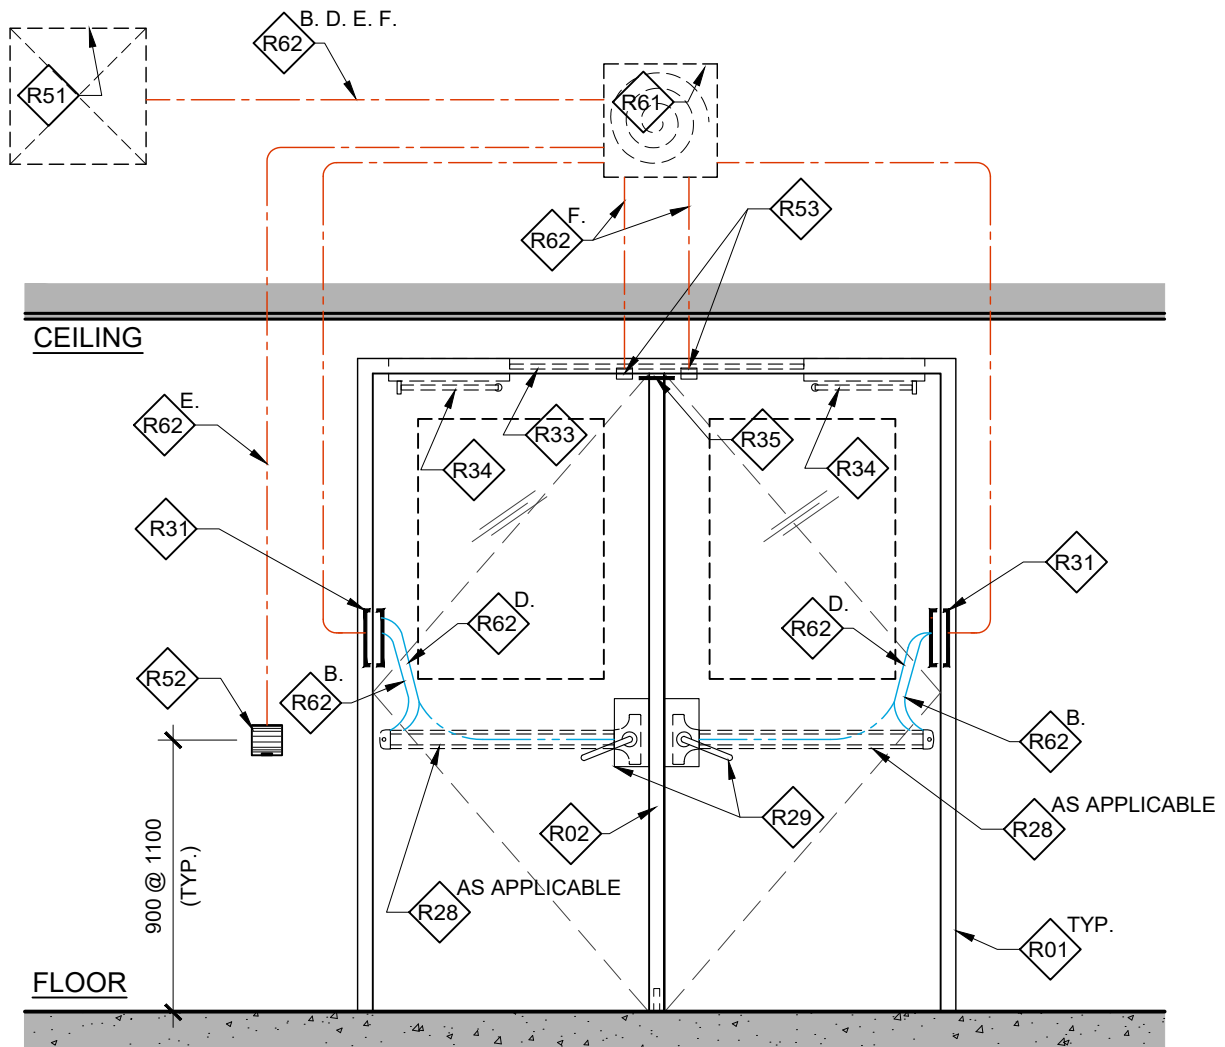 B. D. E. F.
R62
R51
R61
R53
F.
R62
CEILING
E.
R62
R33
R35
R34
R34
R31
R31
D.
R62
D.
R62
R52
B.
R62
B.
R62
AS APPLICABLE
R28
R29
R02
900 @ 1100
(TYP.)
AS APPLICABLE
R28
TYP.
R01
FLOOR